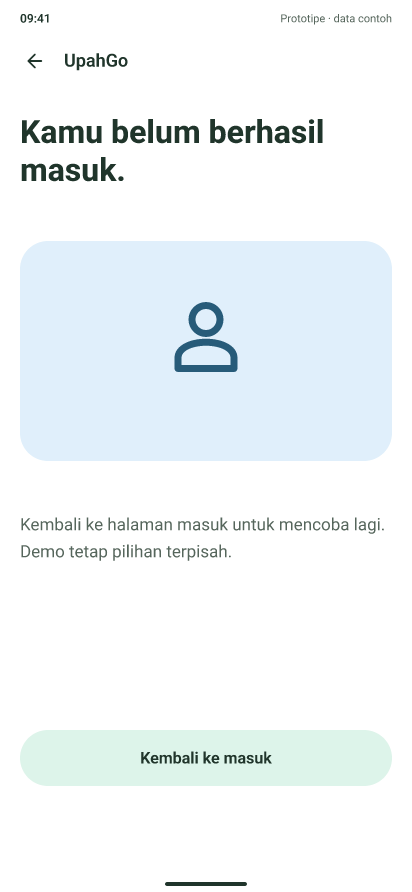 09:41
Prototipe · data contoh
UpahGo
Kamu belum berhasil
masuk.
Kembali ke halaman masuk untuk mencoba lagi.
Demo tetap pilihan terpisah.
Kembali ke masuk